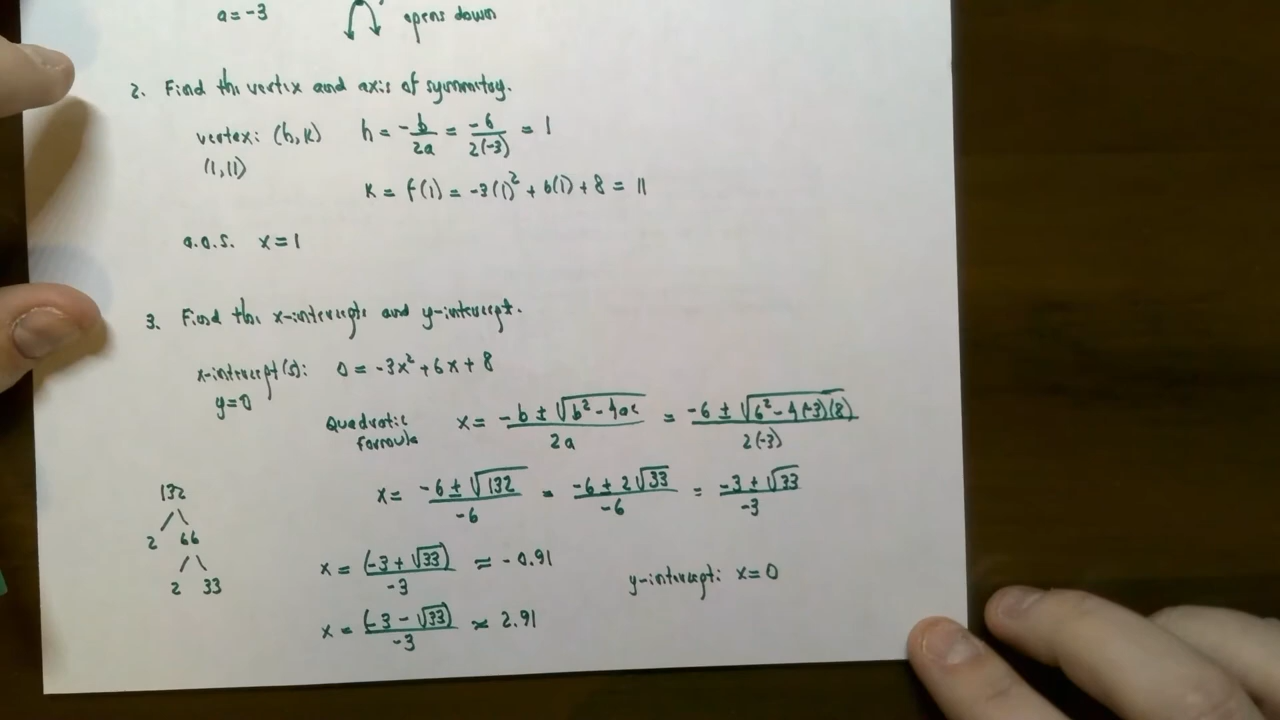 a = -3 opens down
2. Find the vertex and axis of symmetry.
vertex: (h,k) h = -b/2a = -6/2(-3) = 1
(1,11)
k = f(1) = -3(1)² + 6(1) + 8 = 11
a.o.s. x = 1
3. Find the x-intercepts and y-intercept.
x-intercept(s): 0 = -3x² + 6x + 8
y=0
Quadratic Formula x = -b ± √(b² - 4ac) / 2a = -6 ± √(6² - 4(-3)(8)) / 2(-3)
x = -6 ± √132 / -6 = -6 ± 2√33 / -6 = -3 ± √33 / -3
132
2 66
2 33
x = (-3 + √33) / -3 ≈ -0.91
y-intercept: x = 0
x = (-3 - √33) / -3 ≈ 2.91